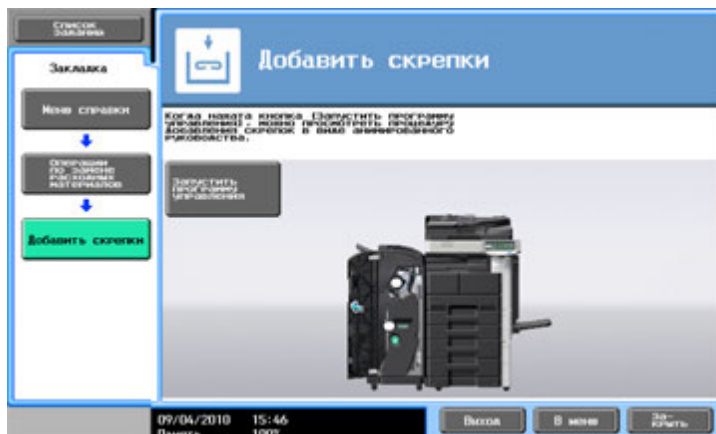 Список
Задания
Закладка
Меню справки
Операции
по замене
расходных
материалов
Добавить скрепки
Добавить скрепки
Когда нажата кнопка [Запустить программу
управления], можно просмотреть процедуру
добавления скрепок в виде анимированного
руководства.
Запустить
программу
управления
09/04/2010 15:46
Память 100%
Выход
В меню
За-
крыть